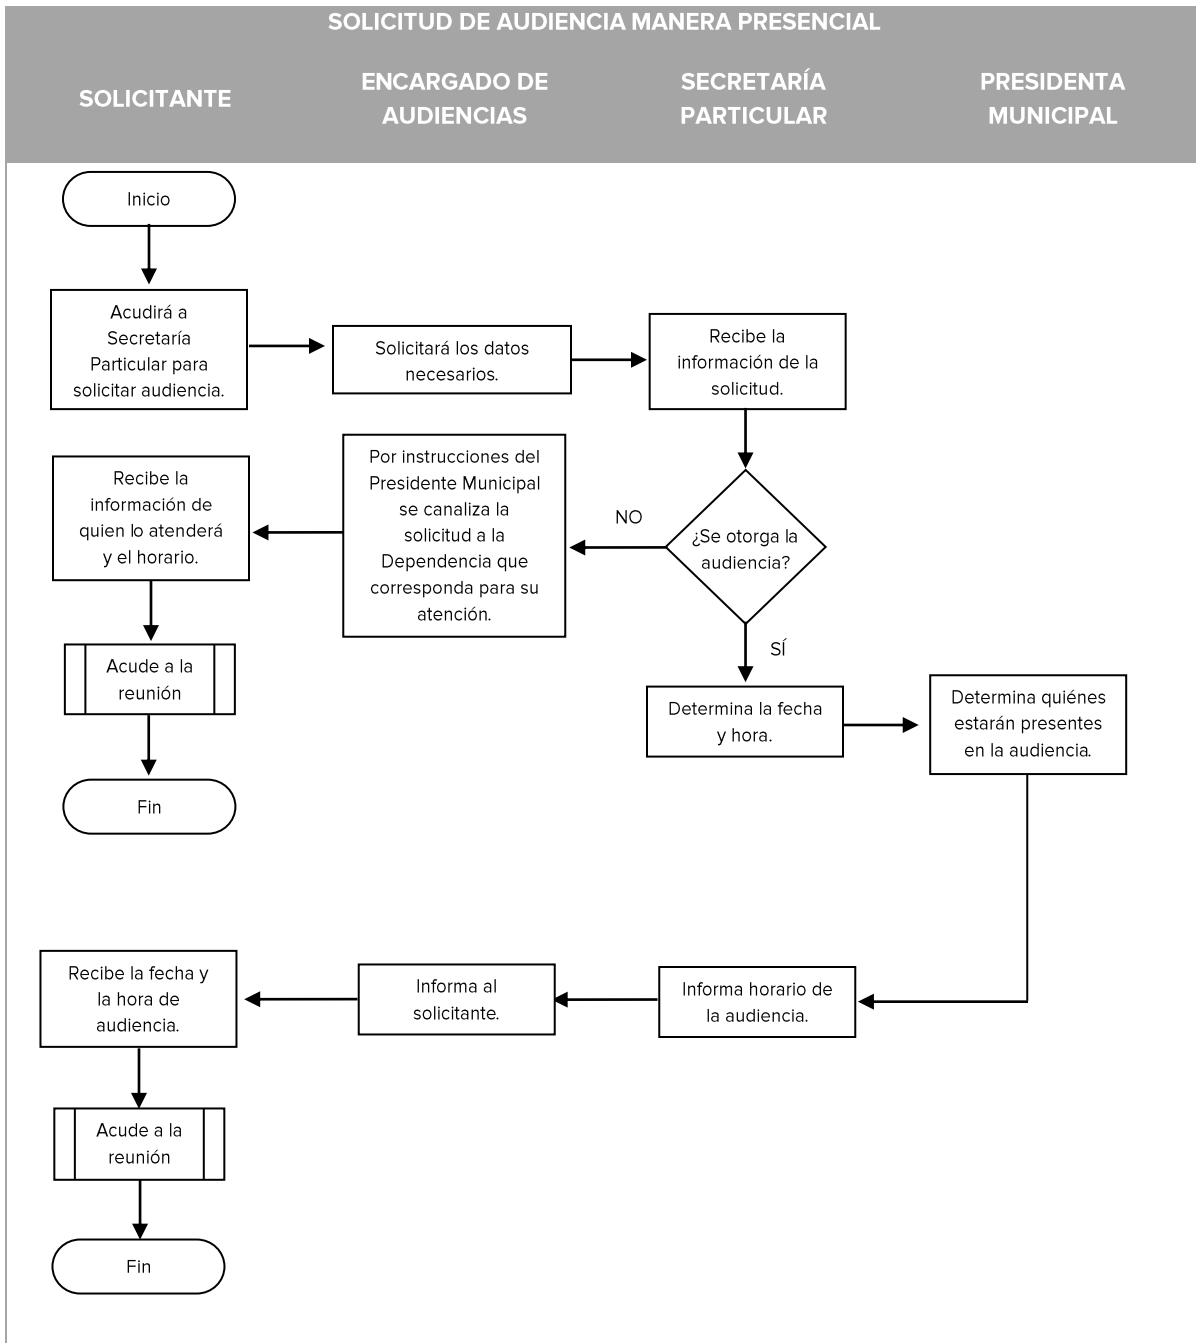 SOLICITUD DE AUDIENCIA MANERA PRESENCIAL
SOLICITANTE
ENCARGADO DE
AUDIENCIAS
SECRETARÍA
PARTICULAR
PRESIDENTA
MUNICIPAL
Inicio
Acudirá a
Secretaría
Particular para
solicitar audiencia.
Solicitará los datos
necesarios.
Recibe la
información de la
solicitud.
¿Se otorga la
audiencia?
NO
Por instrucciones del
Presidente Municipal
se canaliza la
solicitud a la
Dependencia que
corresponda para su
atención.
Recibe la
información de
quien lo atenderá
y el horario.
Acude a la
reunión
Fin
SÍ
Determina la fecha
y hora.
Determina quiénes
estarán presentes
en la audiencia.
Informa horario de
la audiencia.
Informa al
solicitante.
Recibe la fecha y
la hora de
audiencia.
Acude a la
reunión
Fin